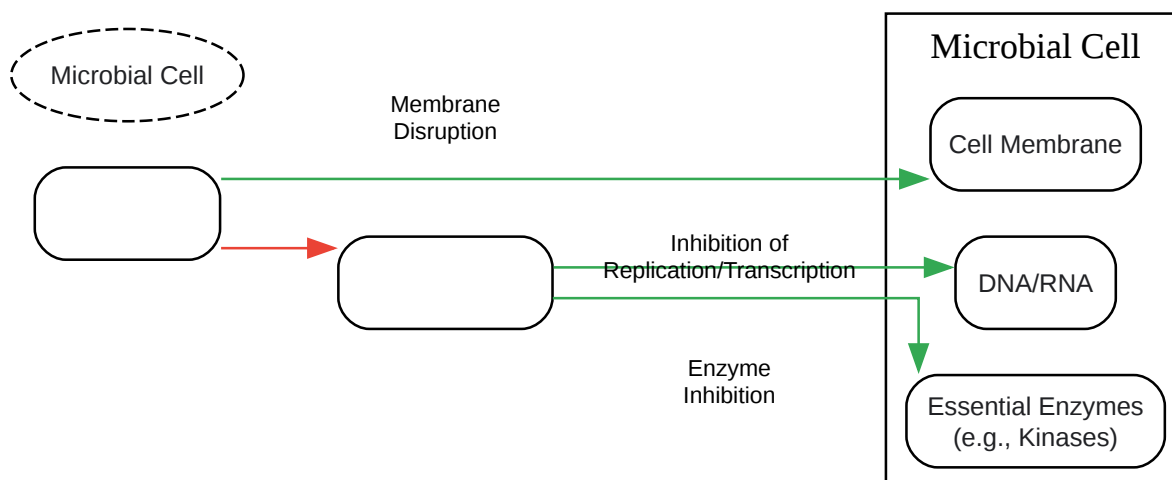 Microbial Cell
Microbial Cell
Membrane
Disruption
Cell Membrane
Inhibition of
Replication/Transcription
DNA/RNA
Enzyme
Inhibition
Essential Enzymes
(e.g., Kinases)